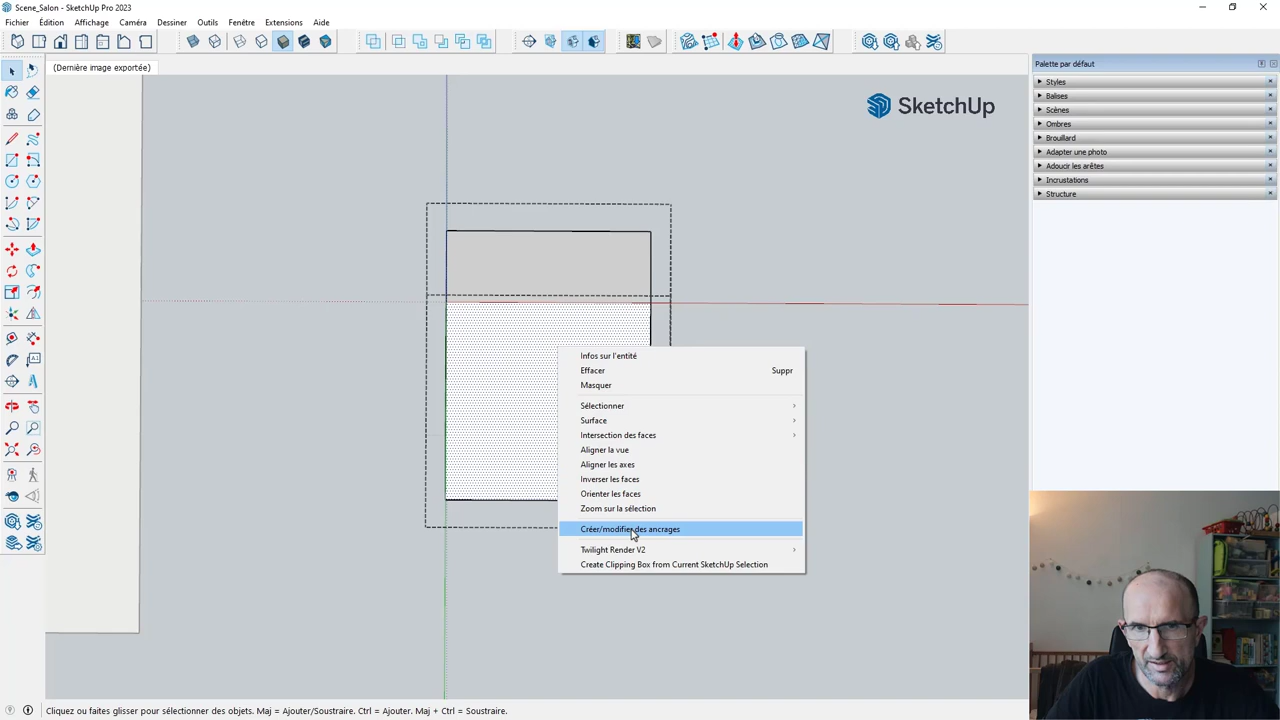 Scene_Salon - SketchUp Pro 2023
Fichier Édition Affichage Caméra Dessiner Outils Fenêtre Extensions Aide
(Dernière image exportée)
Palette par défaut
Styles
Balises
Scènes
Ombres
Brouillard
Adapter une photo
Adoucir les arêtes
Incrustations
Structure
SketchUp
Infos sur l'entité
Effacer Suppr
Masquer
Sélectionner
Surface
Intersection des faces
Aligner la vue
Aligner les axes
Inverser les faces
Orienter les faces
Zoom sur la sélection
Créer/modifier des ancrages
Twilight Render V2
Create Clipping Box from Current SketchUp Selection
Cliquez ou faites glisser pour sélectionner des objets. Maj = Ajouter/Soustraire. Ctrl = Ajouter. Maj + Ctrl = Soustraire.